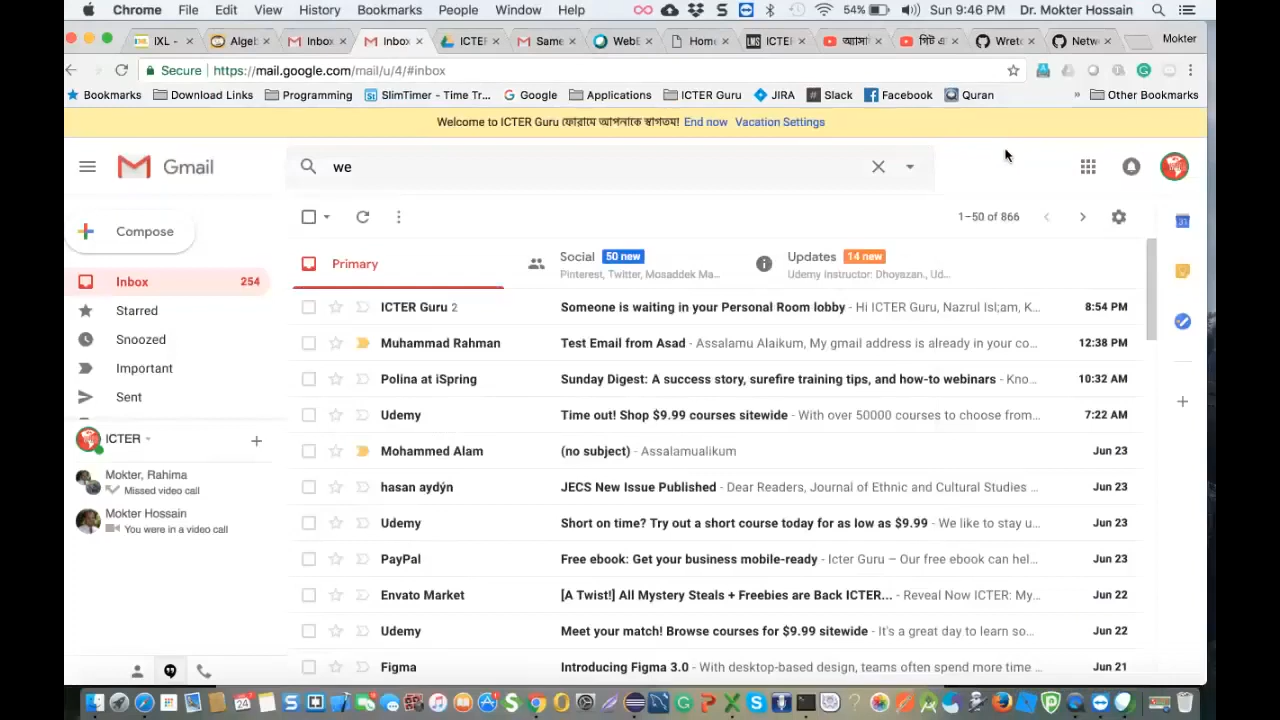 Chrome File Edit View History Bookmarks People Window Help 54% Sun 9:46 PM Dr. Mokter Hossain
IXL - Algeb Inbox Inbox ICTER Same WebE Home ICTER পিট এ Wret Netw Mokter
Secure https://mail.google.com/mail/u/4/#inbox
Bookmarks Download Links Programming SlimTimer - Time Tr... Google Applications ICTER Guru JIRA Slack Facebook Quran » Other Bookmarks
Welcome to ICTER Guru ফোরামে আপনাকে স্বাগতম! End now Vacation Settings
Gmail we
Compose 1–50 of 866
Primary
Social 50 new
Pinterest, Twitter, Mosaddek Ma...
Updates 14 new
Udemy Instructor: Dhoyazan., Ud...
Inbox 254
Starred
Snoozed
Important
Sent
ICTER
Mokter, Rahima
Missed video call
Mokter Hossain
You were in a video call
ICTER Guru 2 Someone is waiting in your Personal Room lobby - Hi ICTER Guru, Nazrul Isl;am, K... 8:54 PM
Muhammad Rahman Test Email from Asad - Assalamu Alaikum, My gmail address is already in your co... 12:38 PM
Polina at iSpring Sunday Digest: A success story, surefire training tips, and how-to webinars - Kno... 10:32 AM
Udemy Time out! Shop $9.99 courses sitewide - With over 50000 courses to choose from... 7:22 AM
Mohammed Alam (no subject) - Assalamualikum Jun 23
hasan aydýn JECS New Issue Published - Dear Readers, Journal of Ethnic and Cultural Studies ... Jun 23
Udemy Short on time? Try out a short course today for as low as $9.99 - We like to stay u... Jun 23
PayPal Free ebook: Get your business mobile-ready - Icter Guru – Our free ebook can hel... Jun 23
Envato Market [A Twist!] All Mystery Steals + Freebies are Back ICTER... - Reveal Now ICTER: My... Jun 22
Udemy Meet your match! Browse courses for $9.99 sitewide - It's a great day to learn so... Jun 22
Figma Introducing Figma 3.0 - With desktop-based design, teams often spend more time ... Jun 21